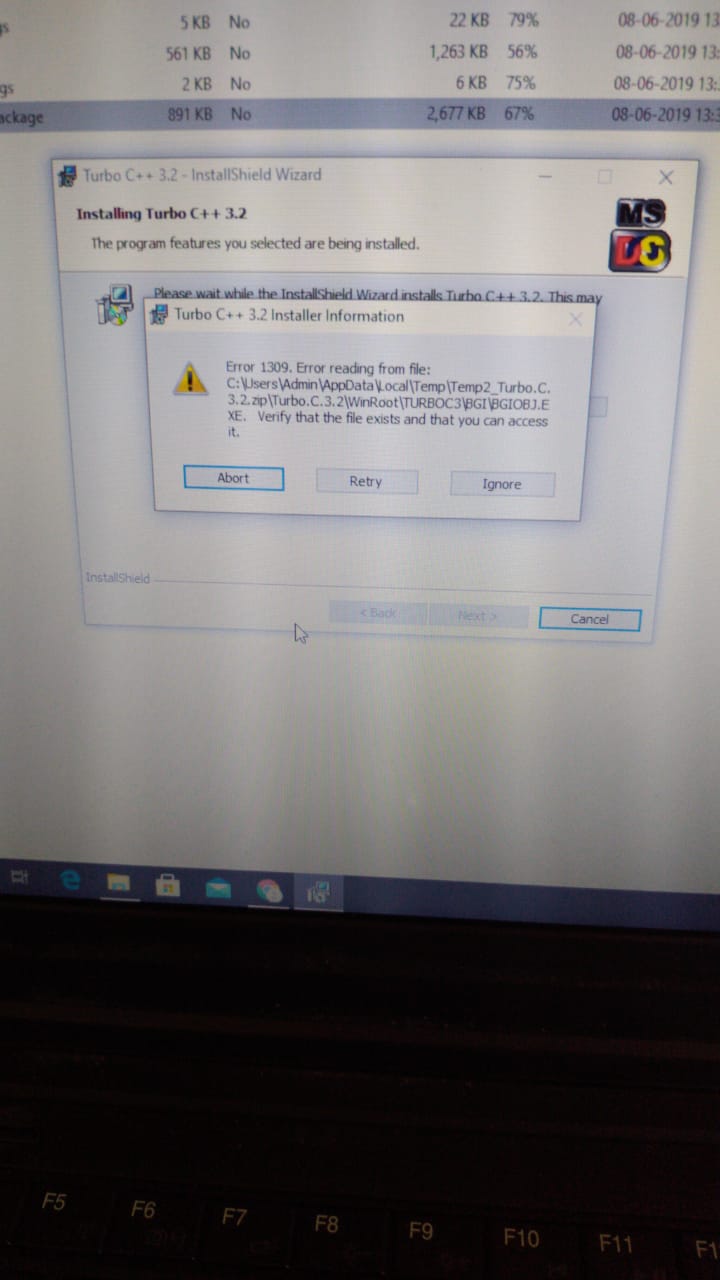 5 KB No 22 KB 79% 08-06-2019 13
561 KB No 1,263 KB 56% 08-06-2019 13:
gs 2 KB No 6 KB 75% 08-06-2019 13:
ackage 891 KB No 2,677 KB 67% 08-06-2019 13:3
Turbo C++ 3.2 - InstallShield Wizard
Installing Turbo C++ 3.2
The program features you selected are being installed.
MS
DS
Please wait while the InstallShield Wizard installs Turbo C++ 3.2. This may
Turbo C++ 3.2 Installer Information
Error 1309. Error reading from file:
C:\Users\Admin\AppData\Local\Temp\Temp2_Turbo.C.
3.2.zip\Turbo.C.3.2\WinRoot\TURBOC3\BGI\BGIOBJ.E
XE. Verify that the file exists and that you can access
it.
Abort Retry Ignore
InstallShield
< Back Next > Cancel
F5 F6 F7 F8 F9 F10 F11 F1